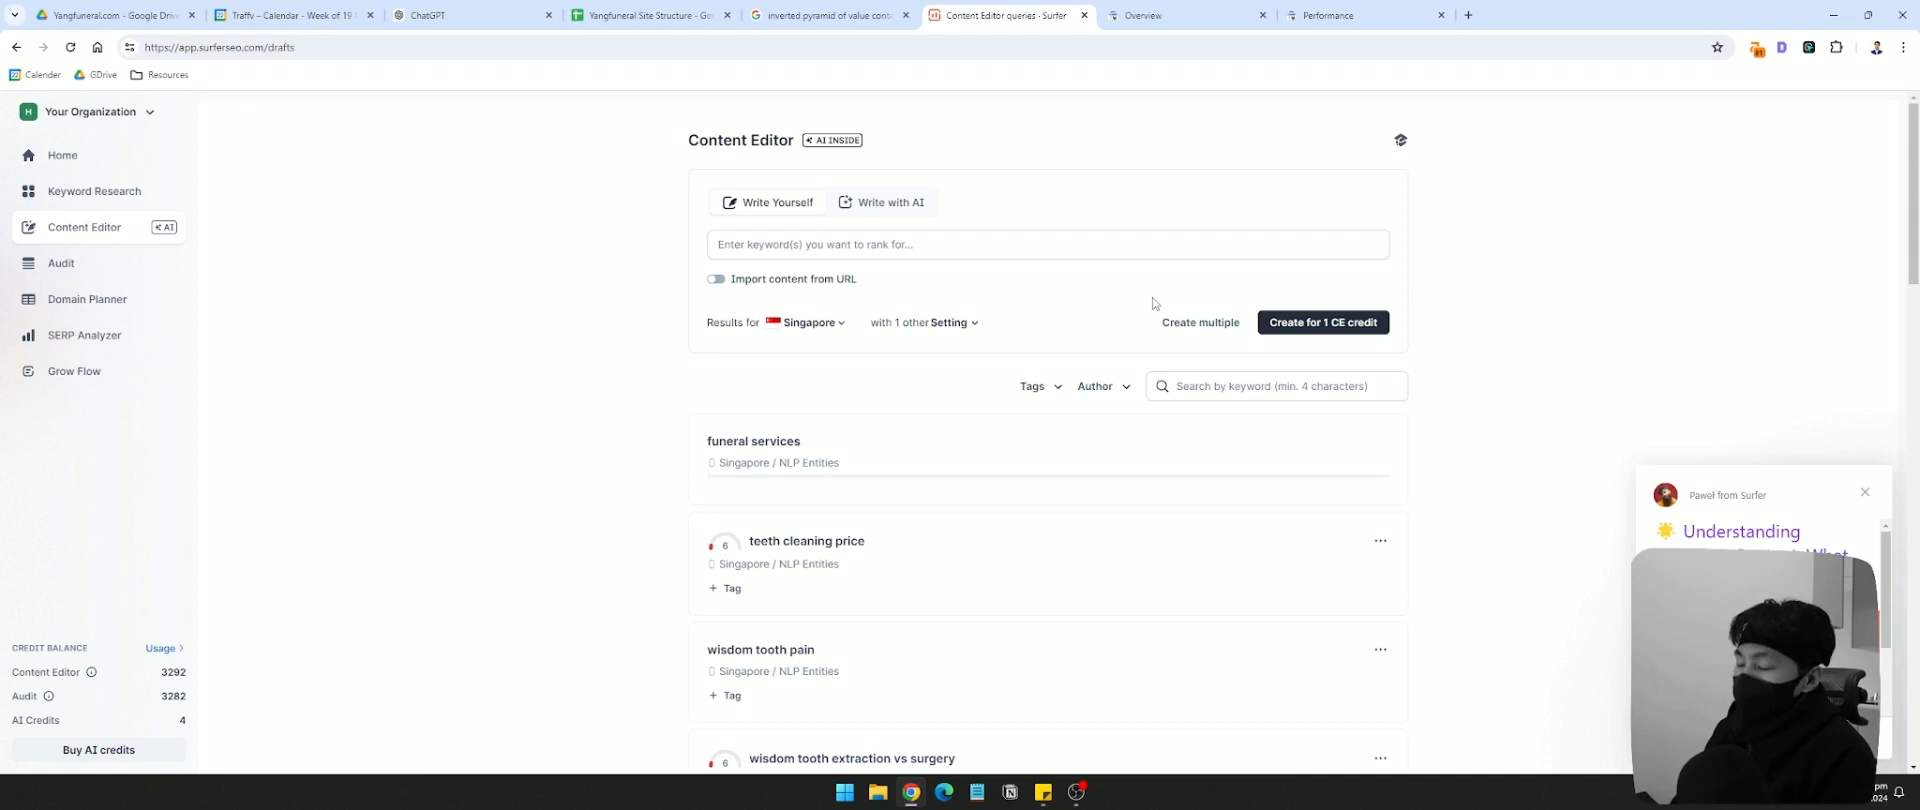 Yangfuneral.com - Google Driv
Traffv – Calendar - Week of 19
ChatGPT
Yangfuneral Site Structure - Go
inverted pyramid of value cont
Content Editor queries · Surfer
Overview
Performance
https://app.surferseo.com/drafts
Calender
GDrive
Resources
H Your Organization
Home
Keyword Research
Content Editor AI
Audit
Domain Planner
SERP Analyzer
Grow Flow
CREDIT BALANCE Usage
Content Editor 3292
Audit 3282
AI Credits 4
Buy AI credits
Content Editor AI INSIDE
Write Yourself Write with AI
Enter keyword(s) you want to rank for...
Import content from URL
Results for Singapore with 1 other Setting Create multiple Create for 1 CE credit
Tags Author Search by keyword (min. 4 characters)
funeral services
Singapore / NLP Entities
6 teeth cleaning price
Singapore / NLP Entities
+ Tag
wisdom tooth pain
Singapore / NLP Entities
+ Tag
6 wisdom tooth extraction vs surgery
Paweł from Surfer
Understanding
What
pm
024